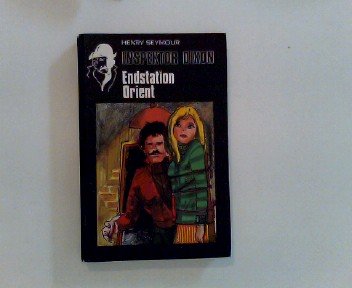 HENRY SEYMOUR
INSPEKTOR DIXON
Endstation
Orient